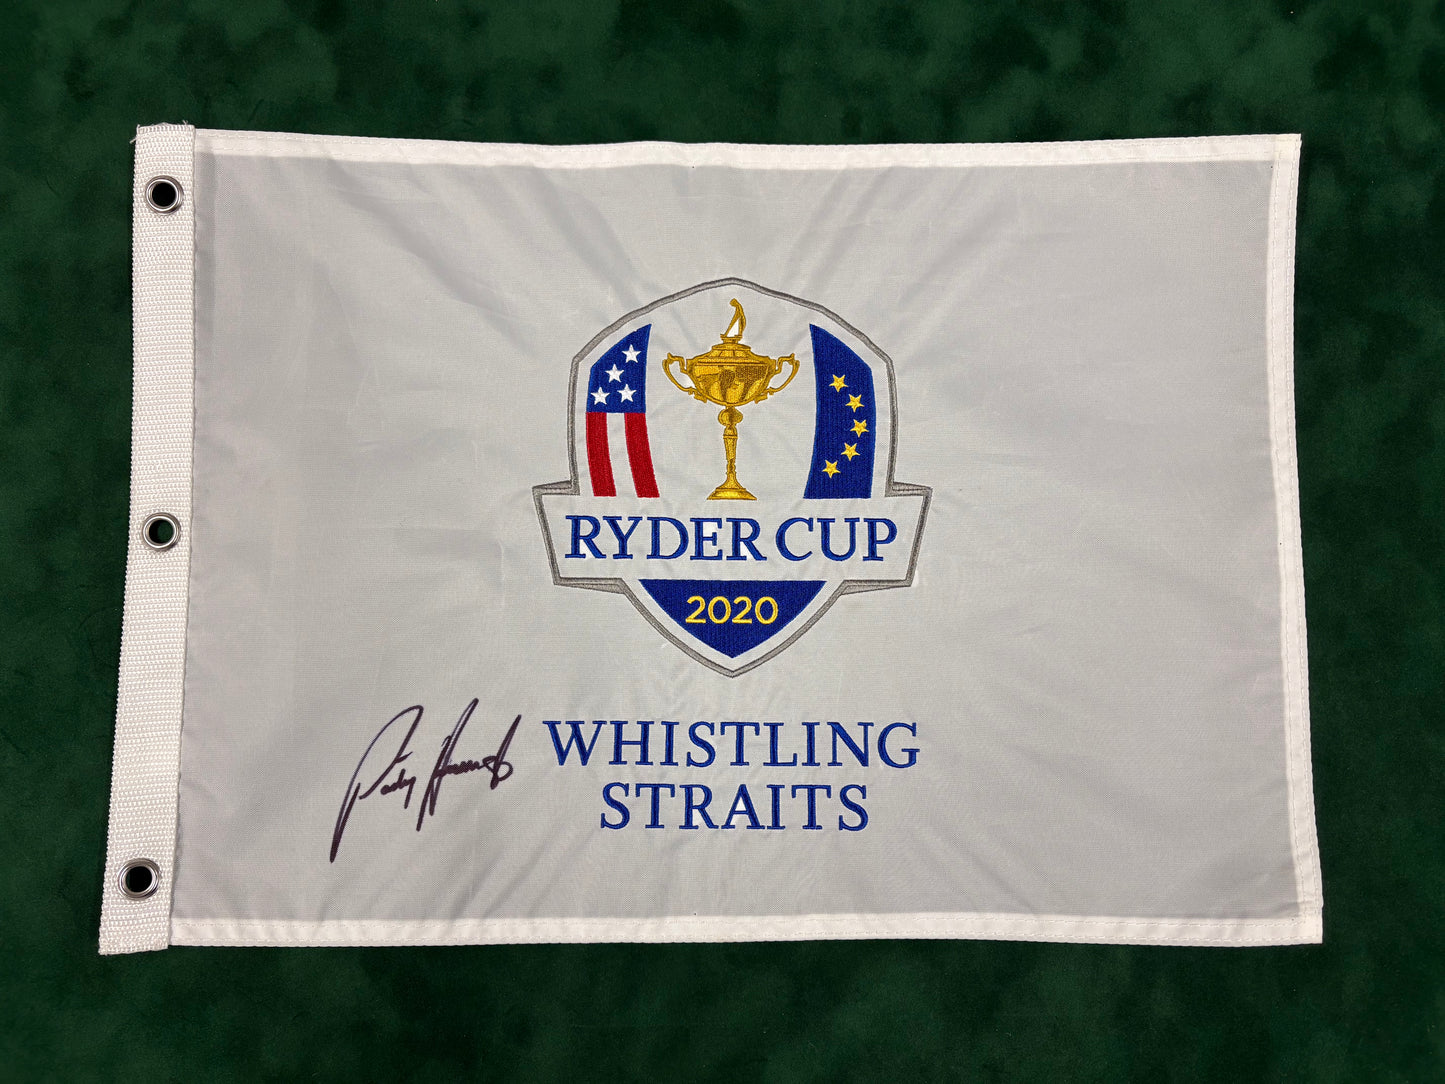 RYDER CUP
2020
WHISTLING
STRAITS